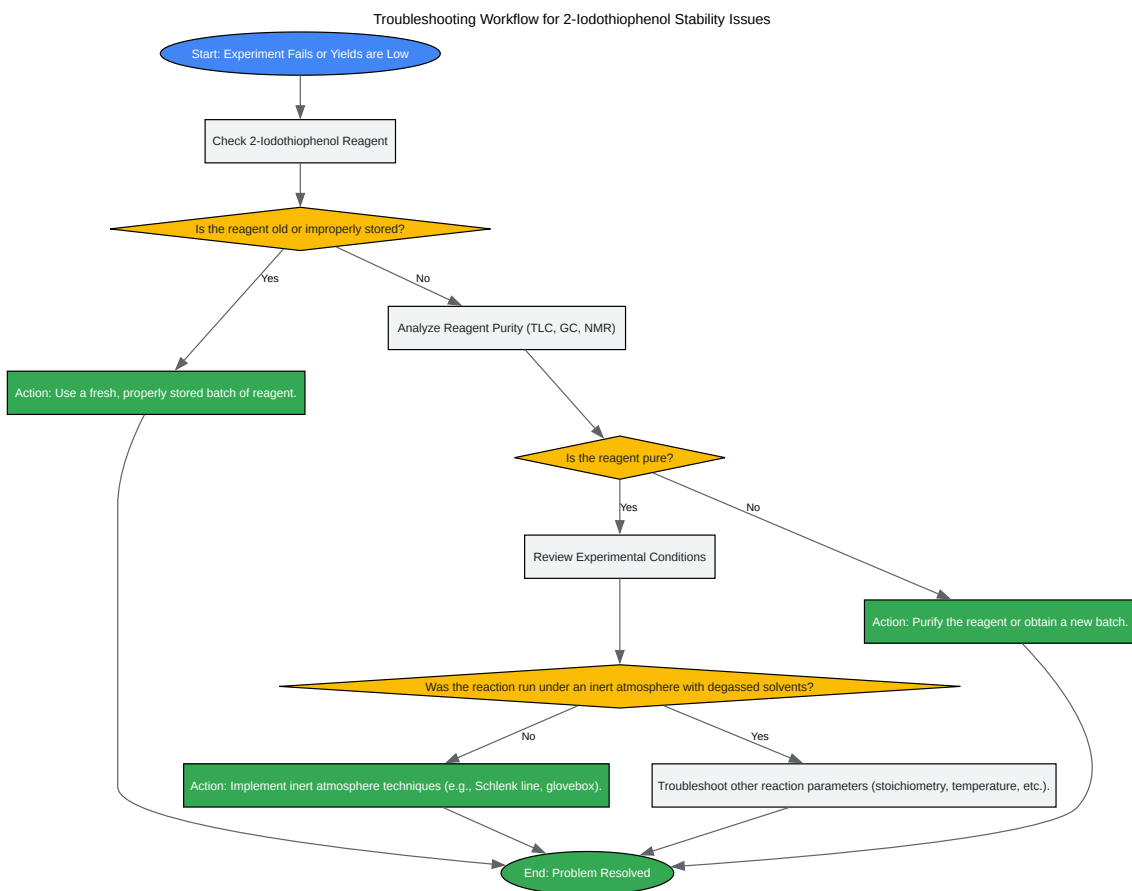 Troubleshooting Workflow for 2-Iodothiophenol Stability Issues
Start: Experiment Fails or Yields are Low
Check 2-Iodothiophenol Reagent
Is the reagent old or improperly stored?
Yes
No
Analyze Reagent Purity (TLC, GC, NMR)
Action: Use a fresh, properly stored batch of reagent.
Is the reagent pure?
Yes
No
Review Experimental Conditions
Action: Purify the reagent or obtain a new batch.
Was the reaction run under an inert atmosphere with degassed solvents?
No
Yes
Action: Implement inert atmosphere techniques (e.g., Schlenk line, glovebox).
Troubleshoot other reaction parameters (stoichiometry, temperature, etc.).
End: Problem Resolved